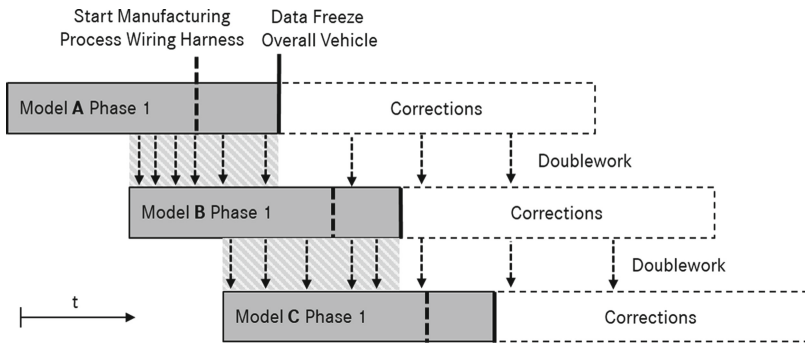 Start Manufacturing
Process Wiring Harness
Data Freeze
Overall Vehicle
Model A Phase 1
Corrections
Doublework
Model B Phase 1
Corrections
Doublework
t
Model C Phase 1
Corrections